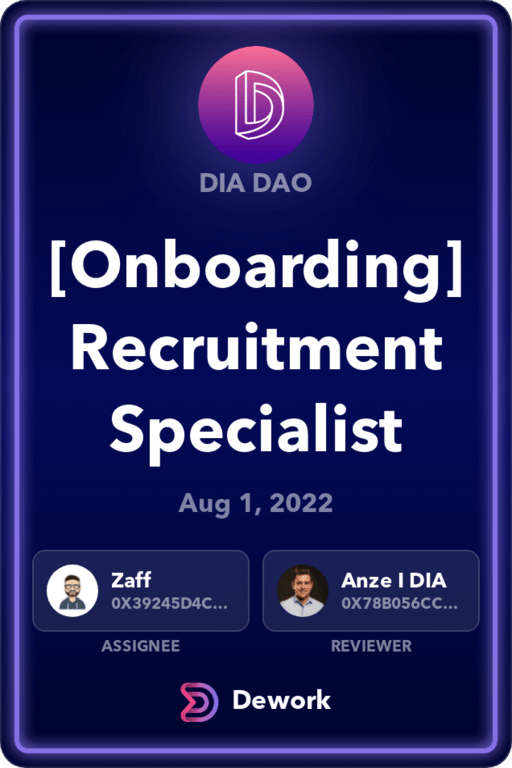 DIA DAO
[Onboarding]
Recruitment
Specialist
Aug 1, 2022
Zaff
0X39245D4C...
Anze I DIA
0X78B056CC...
ASSIGNEE
REVIEWER
Dework